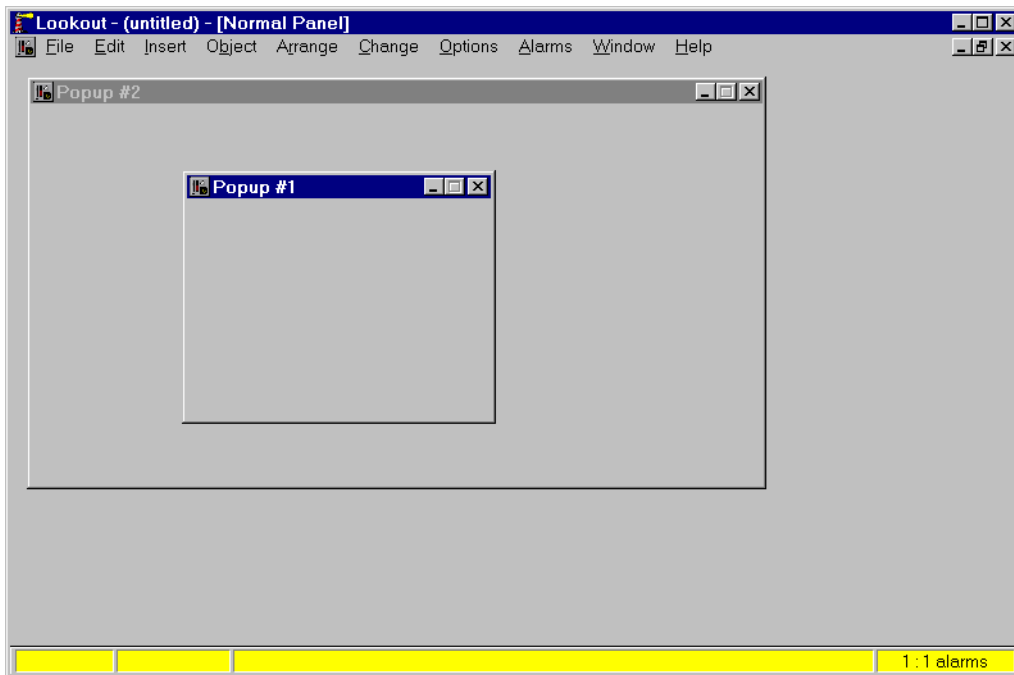 Lookout - (untitled) - [Normal Panel]
File Edit Insert Object Arrange Change Options Alarms Window Help
Popup #2
Popup #1
1 : 1 alarms